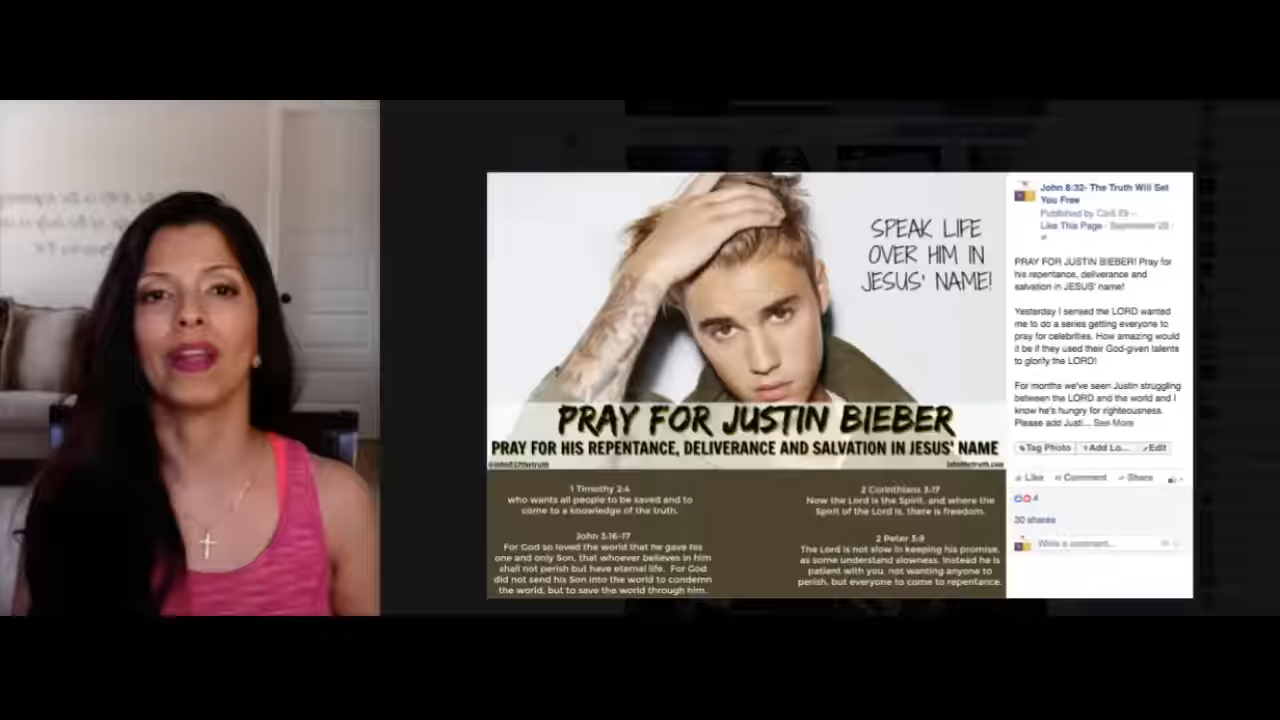 SPEAK LIFE
OVER HIM IN
JESUS' NAME!
PRAY FOR JUSTIN BIEBER
PRAY FOR HIS REPENTANCE, DELIVERANCE AND SALVATION IN JESUS' NAME
1 Timothy 2:4
who wants all people to be saved and to
come to a knowledge of the truth.
John 3-16-17
For God so loved the world that he gave his
one and only Son, that whoever believes in him
shall not perish but have eternal life. For God
did not send his Son into the world to condemn
the world, but to save the world through him.
2 Corinthians 3-17
Now the Lord is the Spirit, and where the
Spirit of the Lord is, there is freedom.
2 Peter 3:9
The Lord is not slow in keeping his promise,
as some understand slowness. Instead he is
patient with you, not wanting anyone to
perish, but everyone to come to repentance.
John 8:32- The Truth Will Set
You Free
Published by
Like This Page · September
PRAY FOR JUSTIN BIEBER! Pray for
his repentance, deliverance and
salvation in JESUS' name!
Yesterday I sensed the LORD wanted
me to do a series getting everyone to
pray for celebrities. How amazing would
it be if they used their God-given talents
to glorify the LORD!
For months we've seen Justin struggling
between the LORD and the world and I
know he's hungry for righteousness.
Please add Justi... See More
Tag Photo +Add Lo... Edit
Like Comment Share
4
30 shares
Write a comment...